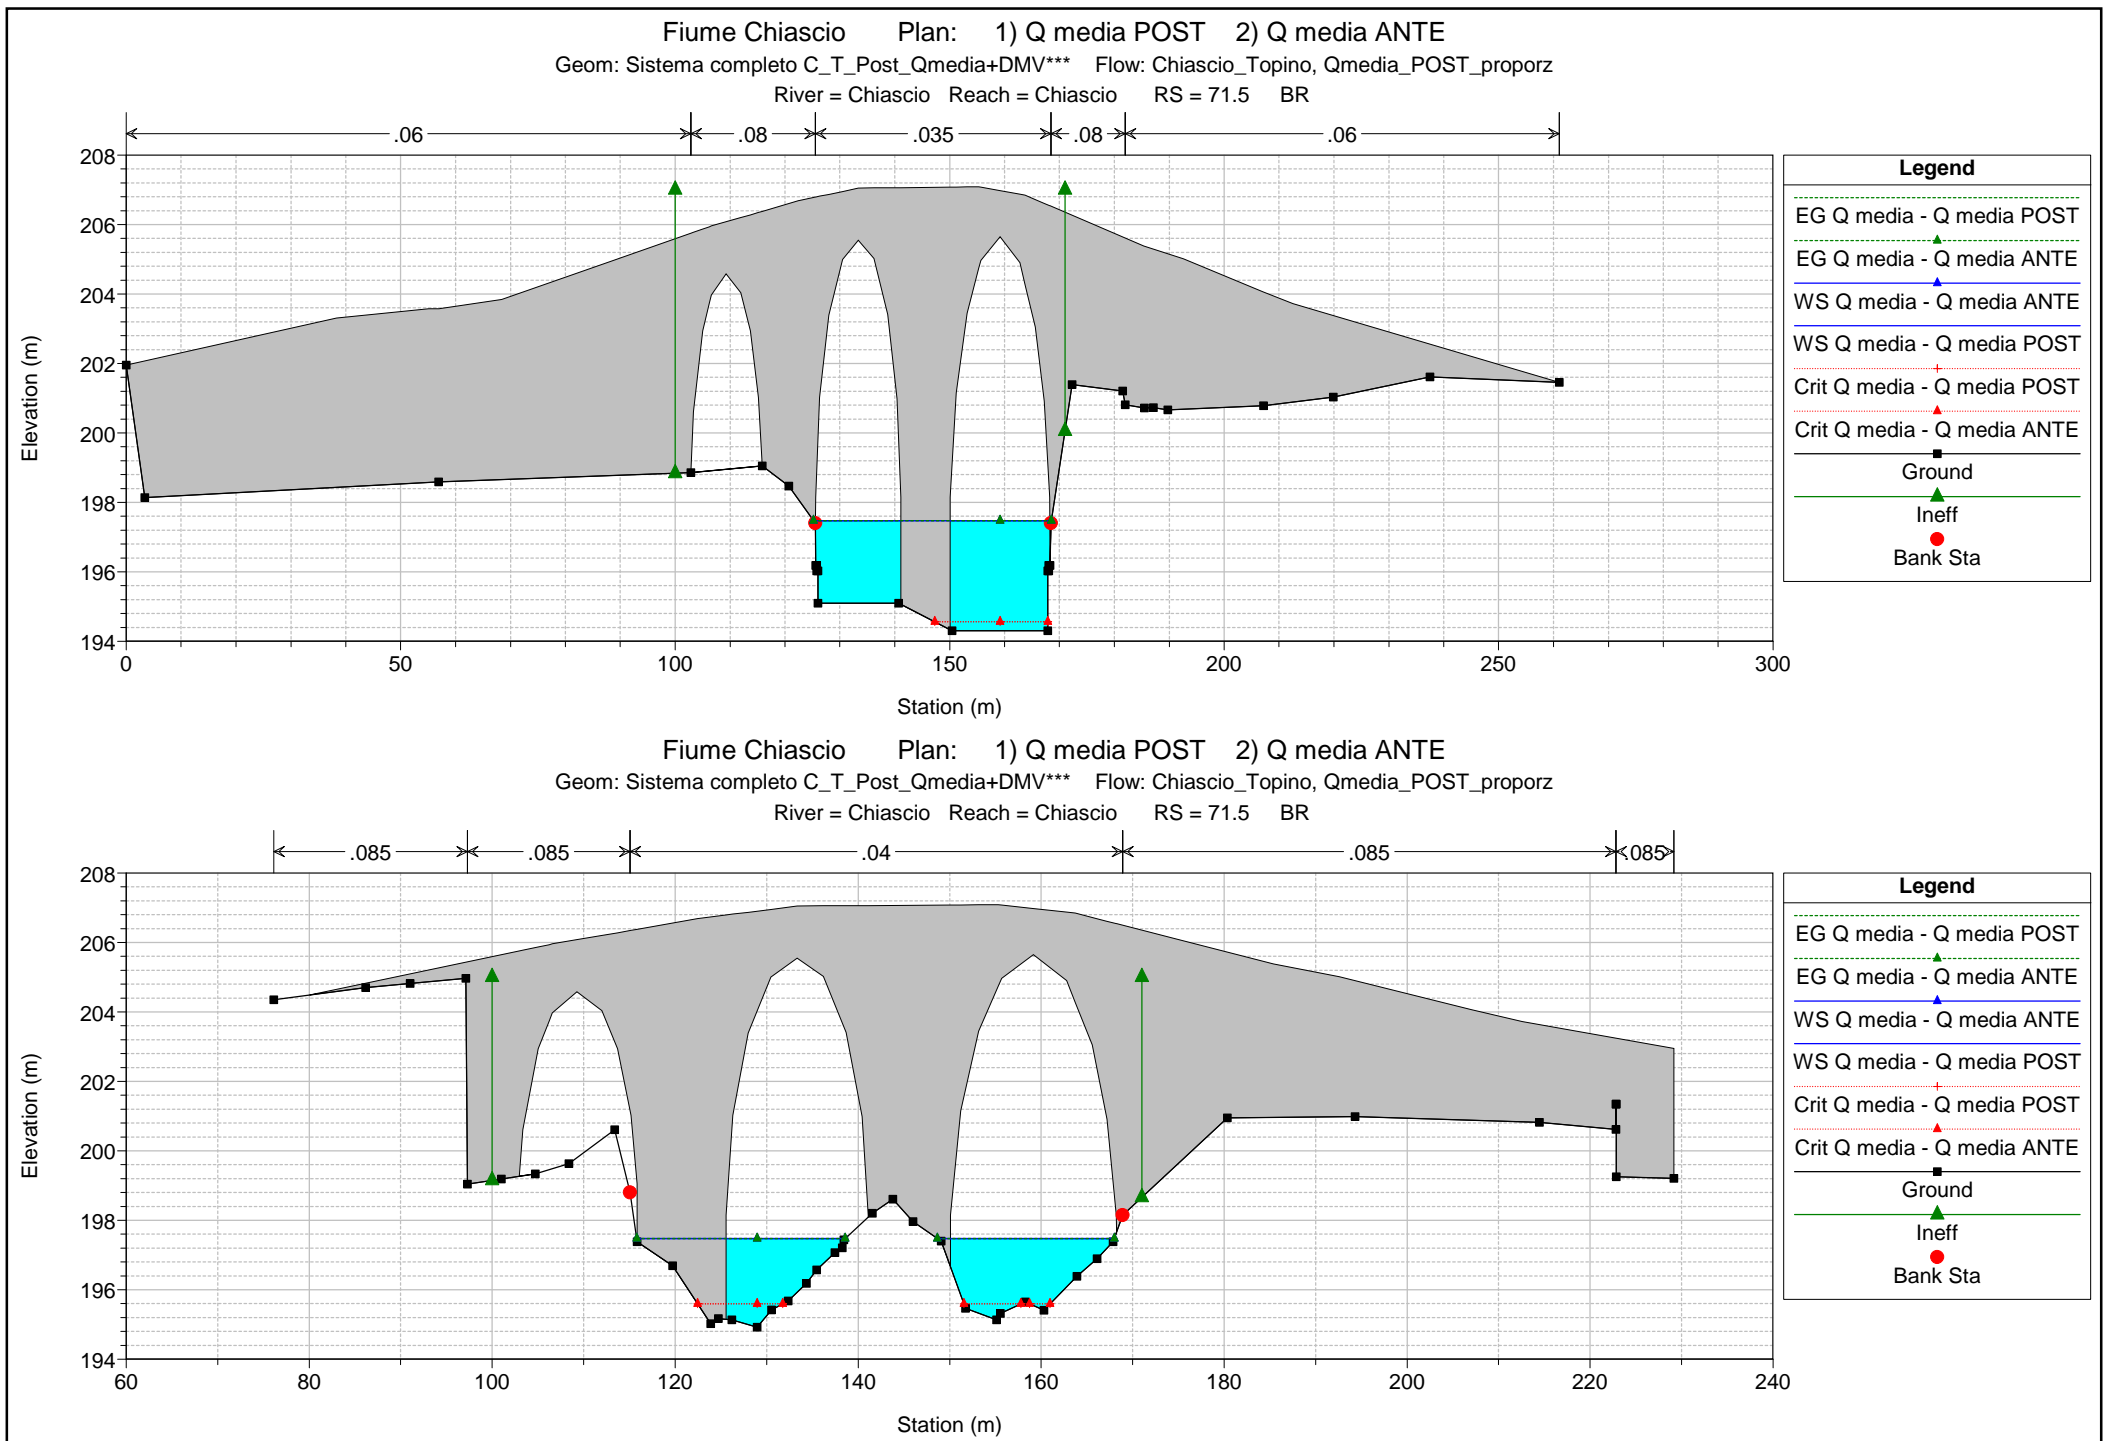 Fiume Chiascio Plan: 1) Q media POST 2) Q media ANTE
Geom: Sistema completo C_T_Post_Qmedia+DMV*** Flow: Chiascio_Topino, Qmedia_POST_proporz
River = Chiascio Reach = Chiascio RS = 71.5 BR
.06 .08 .035 .08 .06
208
206
204
202
200
198
196
194
Elevation (m)
0 50 100 150 200 250 300
Station (m)
Legend
EG Q media - Q media POST
EG Q media - Q media ANTE
WS Q media - Q media ANTE
WS Q media - Q media POST
Crit Q media - Q media POST
Crit Q media - Q media ANTE
Ground
Ineff
Bank Sta
Fiume Chiascio Plan: 1) Q media POST 2) Q media ANTE
Geom: Sistema completo C_T_Post_Qmedia+DMV*** Flow: Chiascio_Topino, Qmedia_POST_proporz
River = Chiascio Reach = Chiascio RS = 71.5 BR
.085 .085 .04 .085 .085
208
206
204
202
200
198
196
194
Elevation (m)
60 80 100 120 140 160 180 200 220 240
Station (m)
Legend
EG Q media - Q media POST
EG Q media - Q media ANTE
WS Q media - Q media ANTE
WS Q media - Q media POST
Crit Q media - Q media POST
Crit Q media - Q media ANTE
Ground
Ineff
Bank Sta